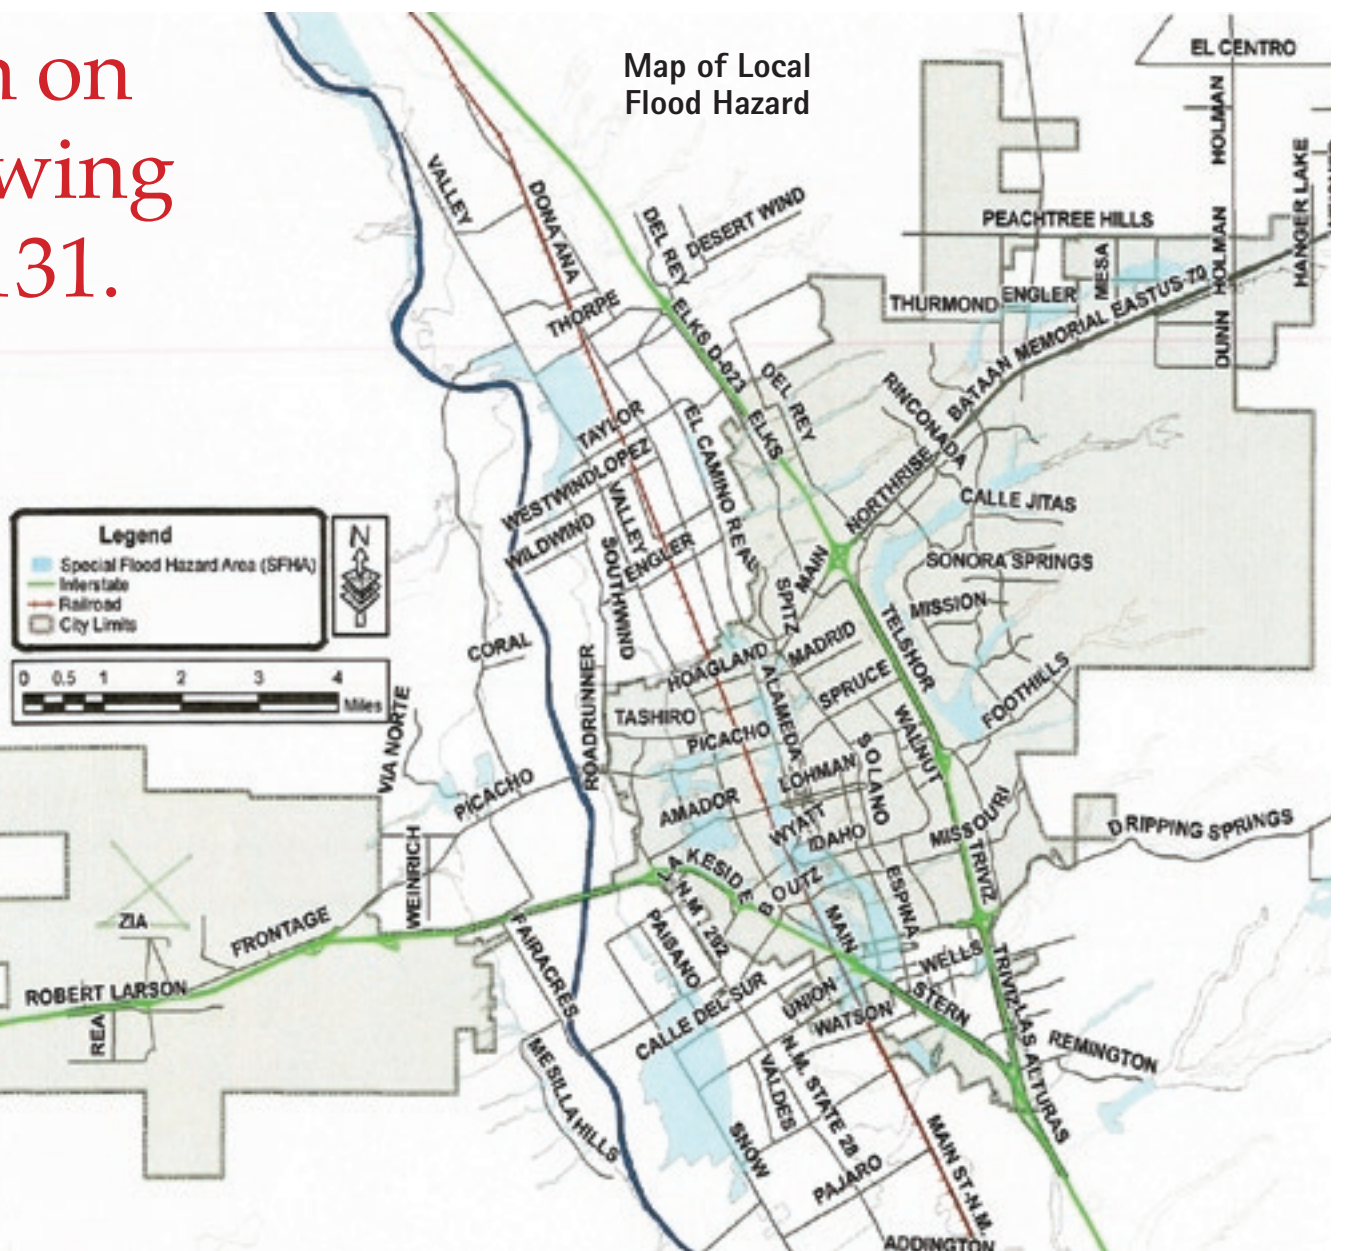 n on
wing
131.
Map of Local
Flood Hazard
EL CENTRO
HOLMAN
HOLMAN
HANGER LAKE
PEACHTREE HILLS
MESA
THURMOND
ENGLER
DUNN
BATAAN MEMORIAL EASTUS-70
VALLEY
DONA ANA
DEL REY
DESERT WIND
THORPE
ELKS D-023
DEL REY
ELKS
RINCONADA
NORTHRISE
TAYLOR
EL CAMINO REAL
WESTWIND
LOPEZ
WILDWIND
VALLEY
ENGLER
SOUTHWIND
CALLE JITAS
SONORA SPRINGS
MISSION
MAIN
SPITZ
TELSHOR
Legend
Special Flood Hazard Area (SFHA)
Interstate
Railroad
City Limits
N
0 0.5 1 2 3 4
Miles
CORAL
ROADRUNNER
HOAGLAND
MADRID
ALAMEDA
SPRUCE
FOOTHILLS
TASHIRO
PICACHO
WALNUT
SOLANO
VIA NORTE
PICACHO
LOHMAN
AMADOR
WYATT
IDAHO
MISSOURI
DRIPPING SPRINGS
WEINRICH
LAKESIDE
BOUTZ
ESPINA
TRIVIZ
ZIA
FRONTAGE
N.M. 292
MAIN
FAIRACRES
PAISANO
WELLS
TRIVIZ
ROBERT LARSON
REA
CALLE DEL SUR
UNION
WATSON
STERN
LAS ALTURAS
REMINGTON
MESILLA HILLS
VALDES
N.M. STATE 28
SNOW
PAJARO
MAIN ST-N.M.
ADDINGTON